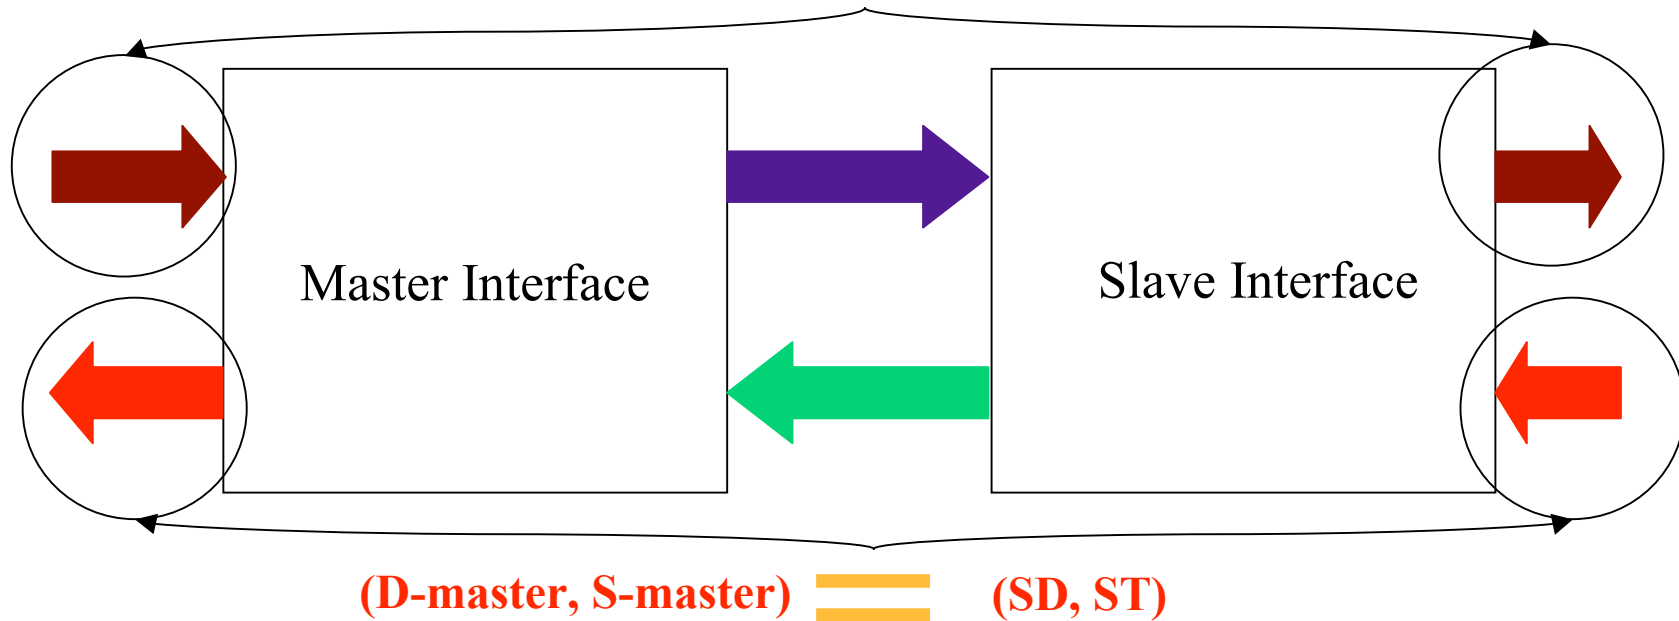 Master Interface
Slave Interface
(D-master, S-master) = (SD, ST)